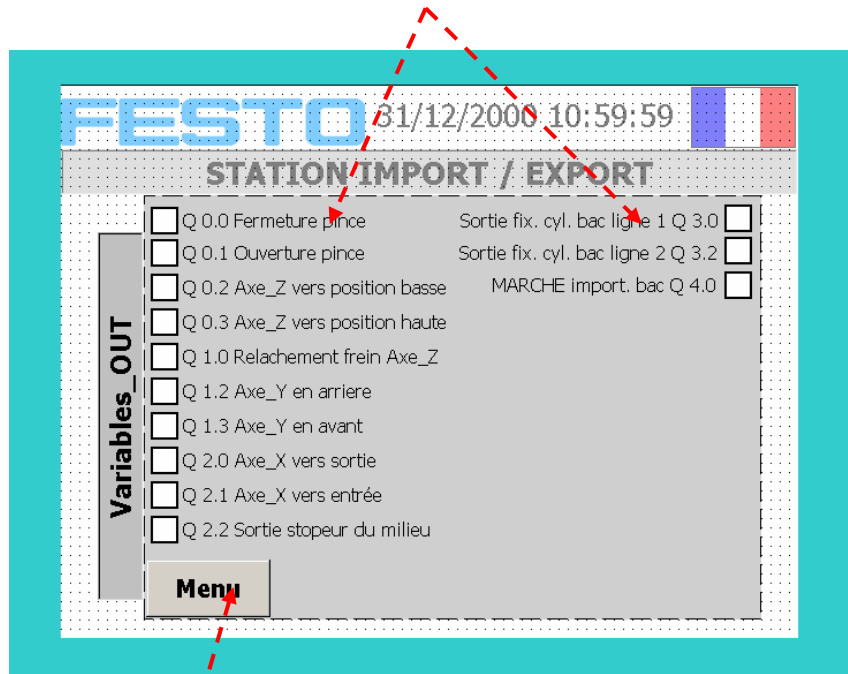 FESTO 31/12/2000 10:59:59
STATION IMPORT / EXPORT
Variables_OUT
Q 0.0 Fermeture pince
Q 0.1 Ouverture pince
Q 0.2 Axe_Z vers position basse
Q 0.3 Axe_Z vers position haute
Q 1.0 Relachement frein Axe_Z
Q 1.2 Axe_Y en arriere
Q 1.3 Axe_Y en avant
Q 2.0 Axe_X vers sortie
Q 2.1 Axe_X vers entrée
Q 2.2 Sortie stopeur du milieu
Sortie fix. cyl. bac ligne 1 Q 3.0
Sortie fix. cyl. bac ligne 2 Q 3.2
MARCHE import. bac Q 4.0
Menu